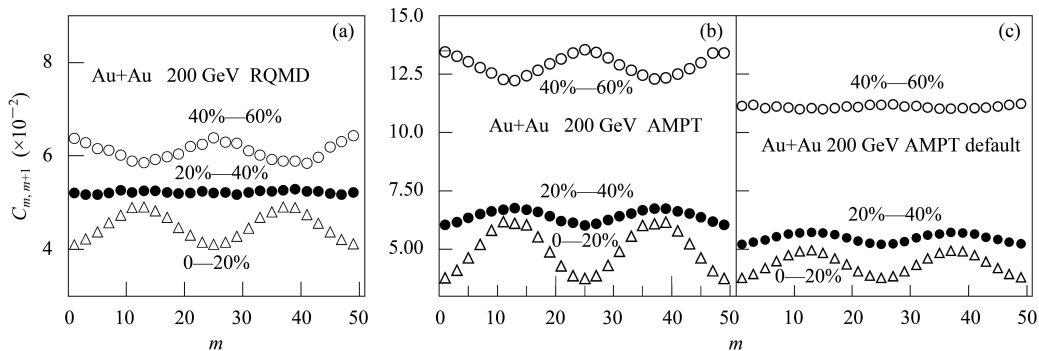 (a)
Au+Au 200 GeV RQMD
40%—60%
20%—40%
0—20%
8
6
4
C_{m, m+1} (×10⁻²)
0 10 20 30 40 50
m
(b)
15.0
12.5
10.0
7.50
5.00
40%—60%
Au+Au 200 GeV AMPT
20%—40%
0—20%
0 10 20 30 40
(c)
40%—60%
Au+Au 200 GeV AMPT default
20%—40%
0—20%
0 10 20 30 40 50
m